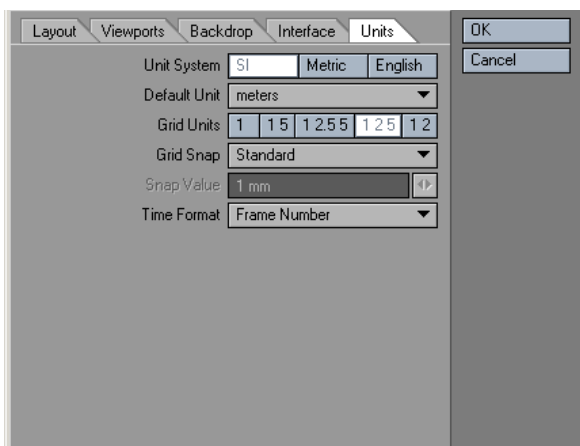 Layout Viewports Backdrop Interface Units OK
Unit System SI Metric English Cancel
Default Unit meters
Grid Units 1 1 5 1 2.5 5 1 2 5 1 2
Grid Snap Standard
Snap Value 1 mm
Time Format Frame Number